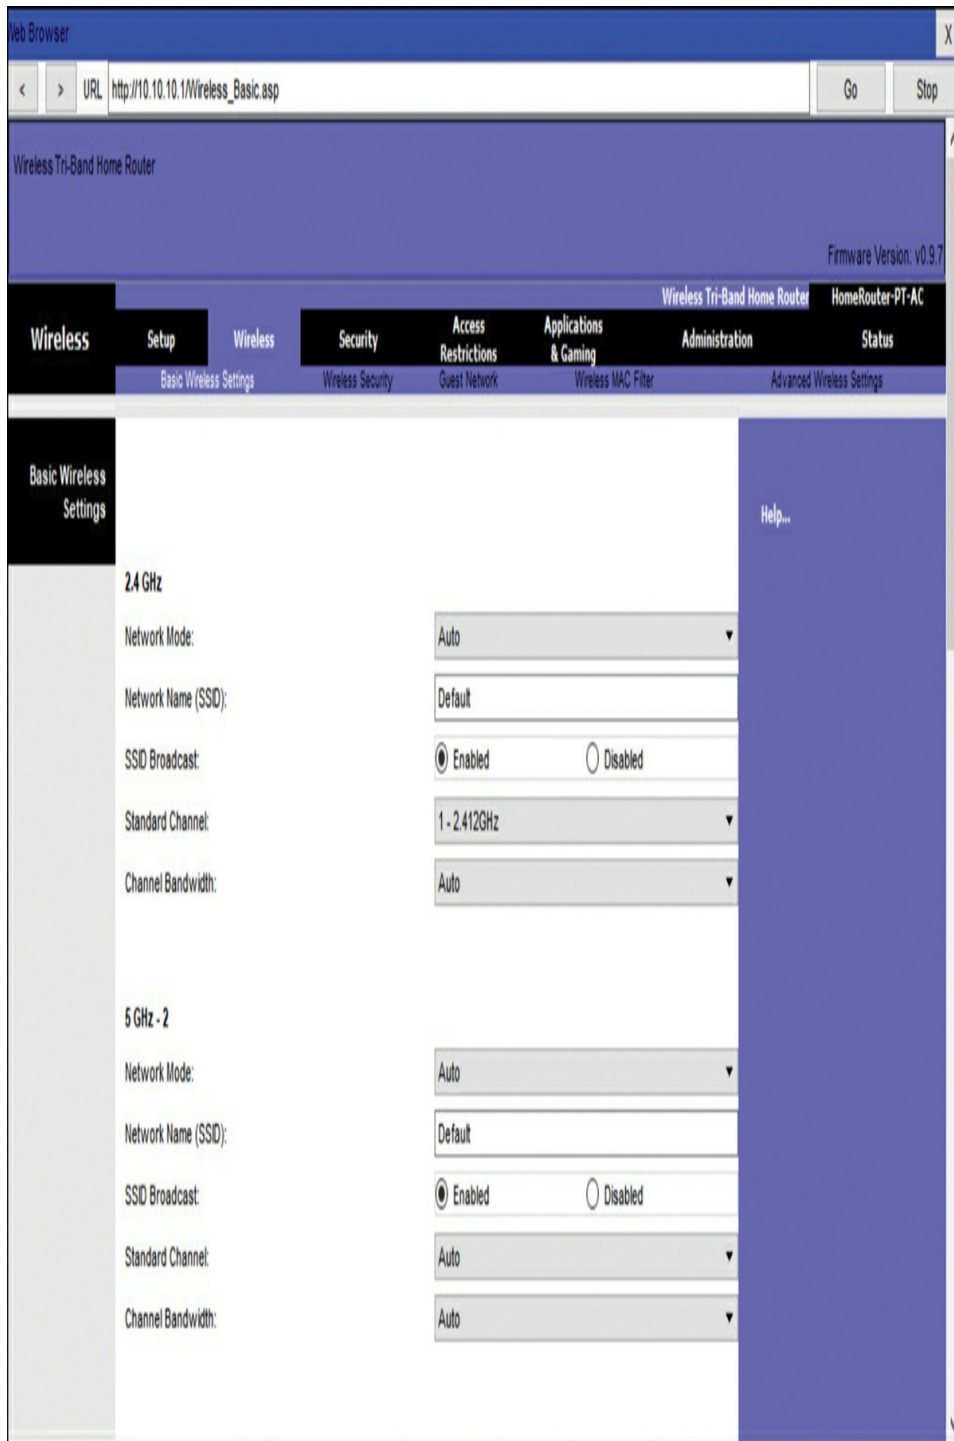 Web Browser X
< > URL http://10.10.10.1/Wireless_Basic.asp Go Stop
Wireless Tri-Band Home Router
Firmware Version: v0.9.7
Wireless Tri-Band Home Router HomeRouter-PT-AC
Wireless Setup Wireless Security Access Restrictions Applications & Gaming Administration Status
Basic Wireless Settings Wireless Security Guest Network Wireless MAC Filter Advanced Wireless Settings
Basic Wireless
Settings
Help...
2.4 GHz
Network Mode: Auto
Network Name (SSID): Default
SSID Broadcast: Enabled Disabled
Standard Channel: 1 - 2.412GHz
Channel Bandwidth: Auto
5 GHz - 2
Network Mode: Auto
Network Name (SSID): Default
SSID Broadcast: Enabled Disabled
Standard Channel: Auto
Channel Bandwidth: Auto